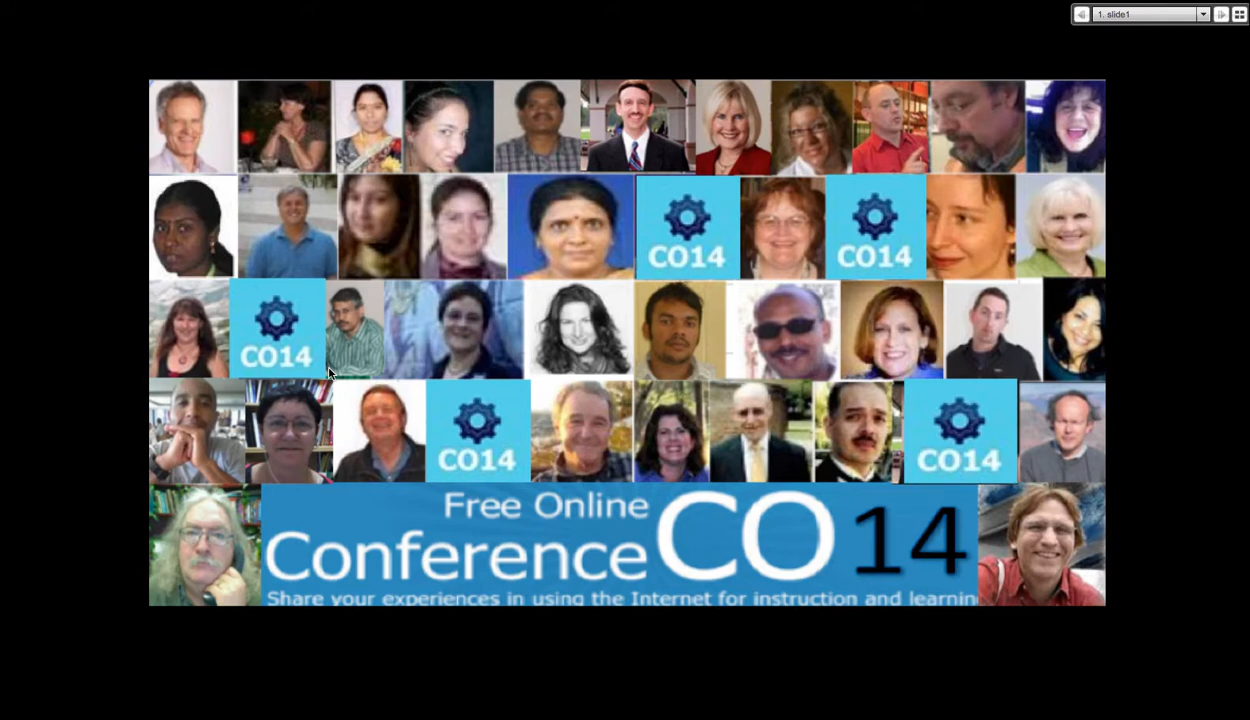 1. slide1
CO14
CO14
CO14
CO14
CO14
Free Online
Conference CO 14
Share your experiences in using the Internet for instruction and learnin